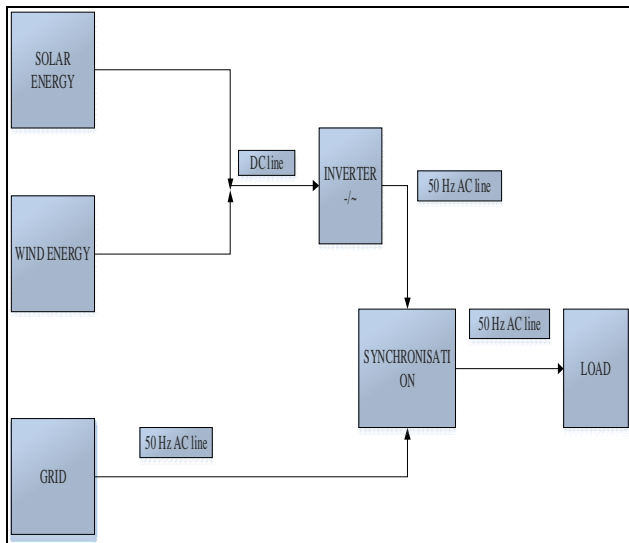 SOLAR
ENERGY
DC line
INVERTER
-/~
50 Hz AC line
WIND ENERGY
50 Hz AC line
SYNCHRONISATI
ON
LOAD
50 Hz AC line
GRID